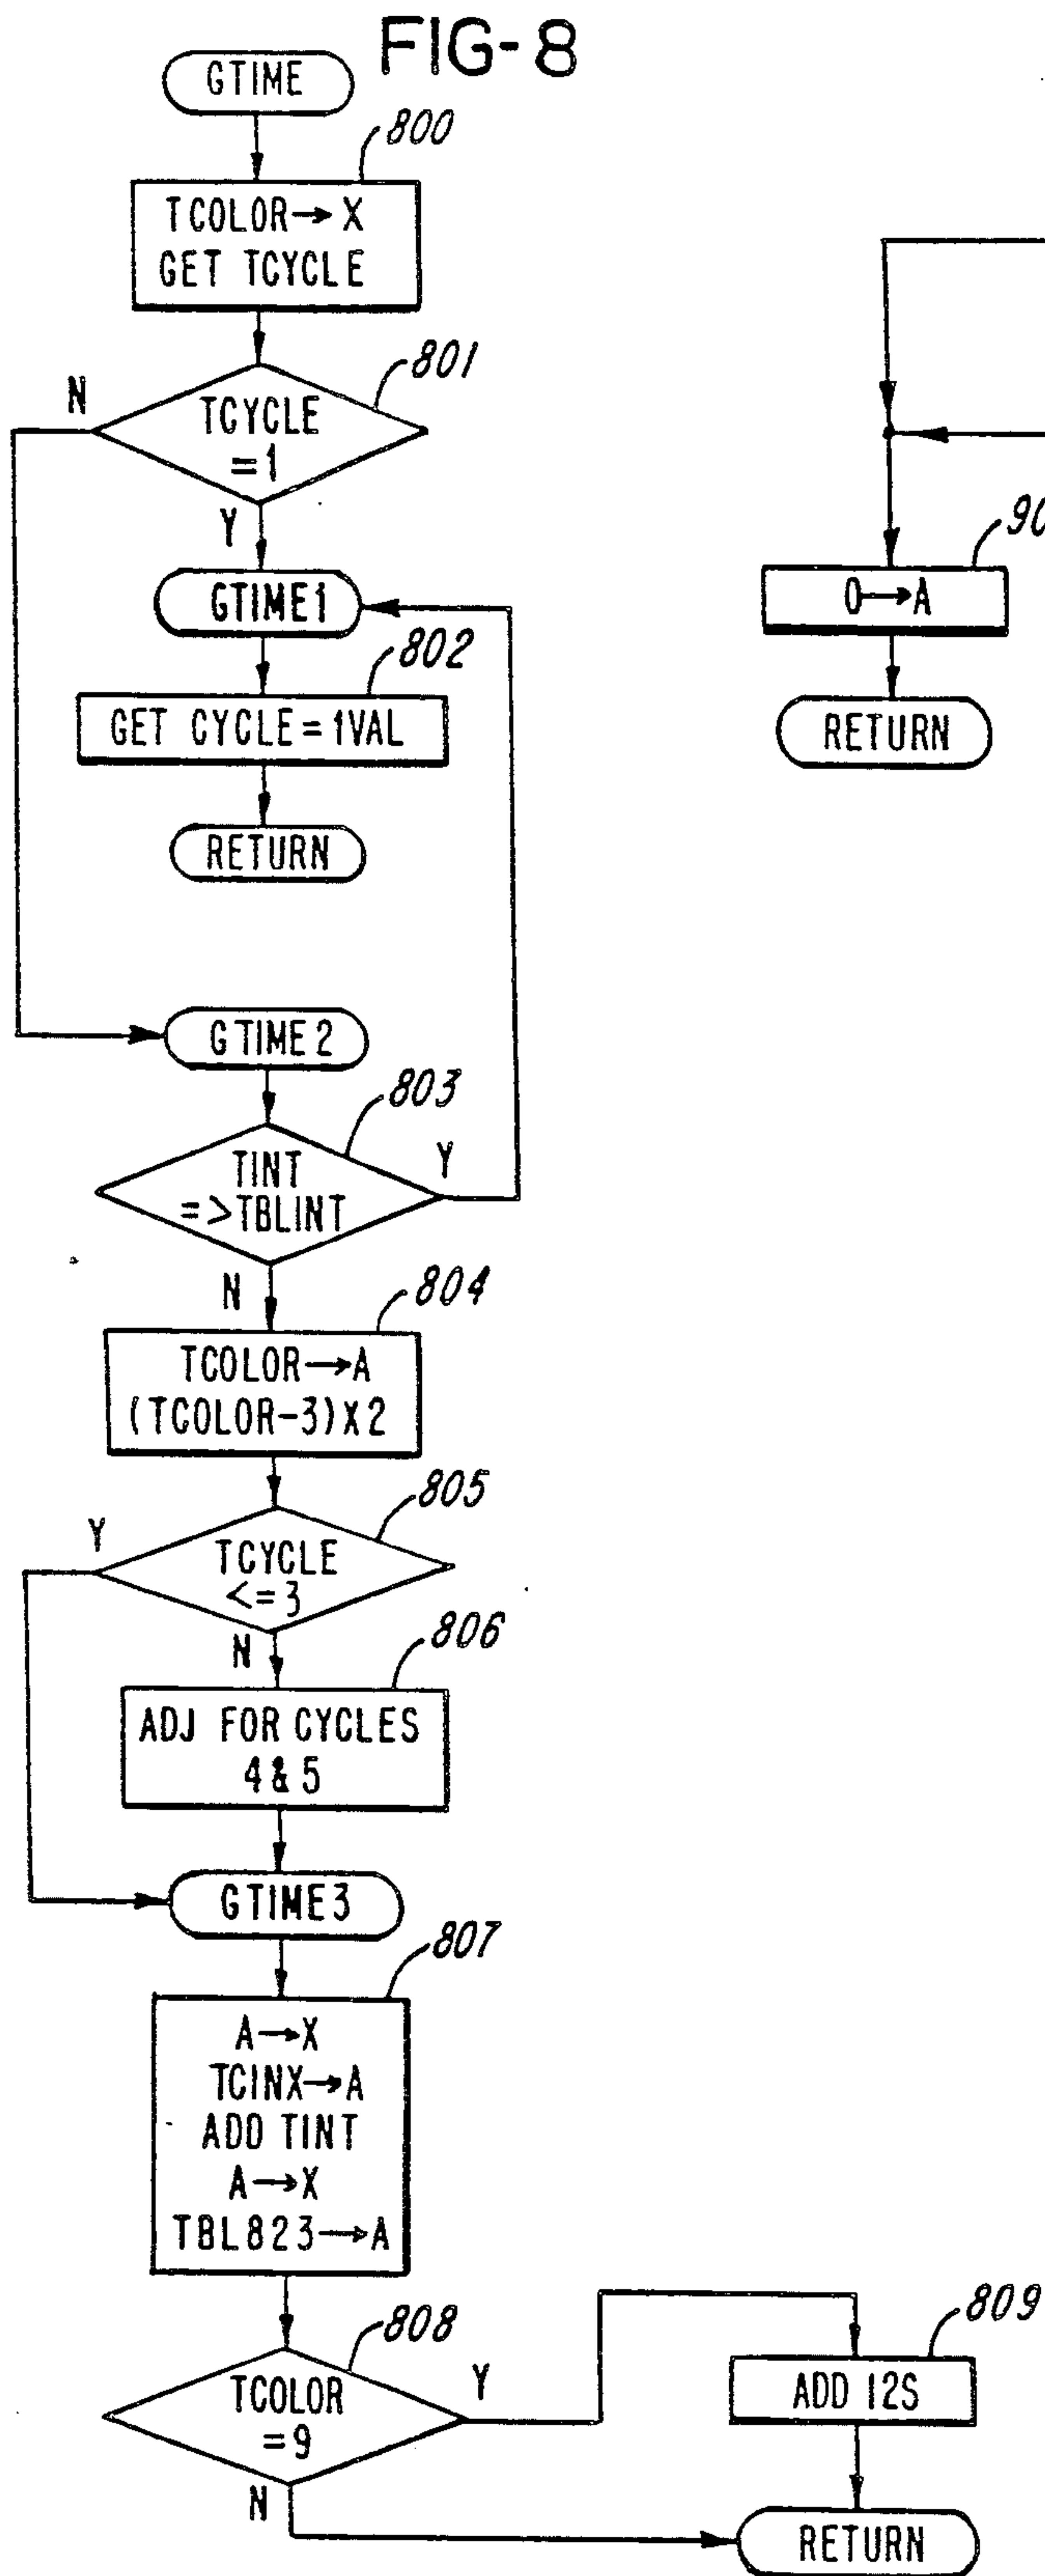 FIG-8
GTIME
800
TCOLOR→X
GET TCYCLE
801
N
TCYCLE
=1
Y
GTIME1
802
GET CYCLE=1VAL
RETURN
GTIME2
803
TINT
=>TBLINT
Y
N
804
TCOLOR→A
(TCOLOR-3)X2
805
Y
TCYCLE
<=3
N
806
ADJ FOR CYCLES
4&5
GTIME3
807
A→X
TCINX→A
ADD TINT
A→X
TBL823→A
808
TCOLOR
=9
Y
N
809
ADD 12S
RETURN
90
0→A
RETURN